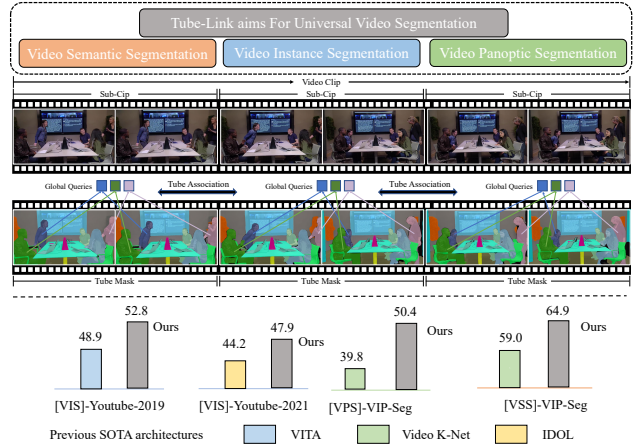 Tube-Link aims For Universal Video Segmentation
Video Semantic Segmentation
Video Instance Segmentation
Video Panoptic Segmentation
Video Clip
Sub-Cip
Sub-Cip
Sub-Cip
Global Queries
Tube Association
Global Queries
Tube Association
Global Queries
Tube Mask
Tube Mask
Tube Mask
48.9
52.8
Ours
44.2
47.9
Ours
39.8
50.4
Ours
59.0
64.9
Ours
[VIS]-Youtube-2019
[VIS]-Youtube-2021
[VPS]-VIP-Seg
[VSS]-VIP-Seg
Previous SOTA architectures
VITA
Video K-Net
IDOL